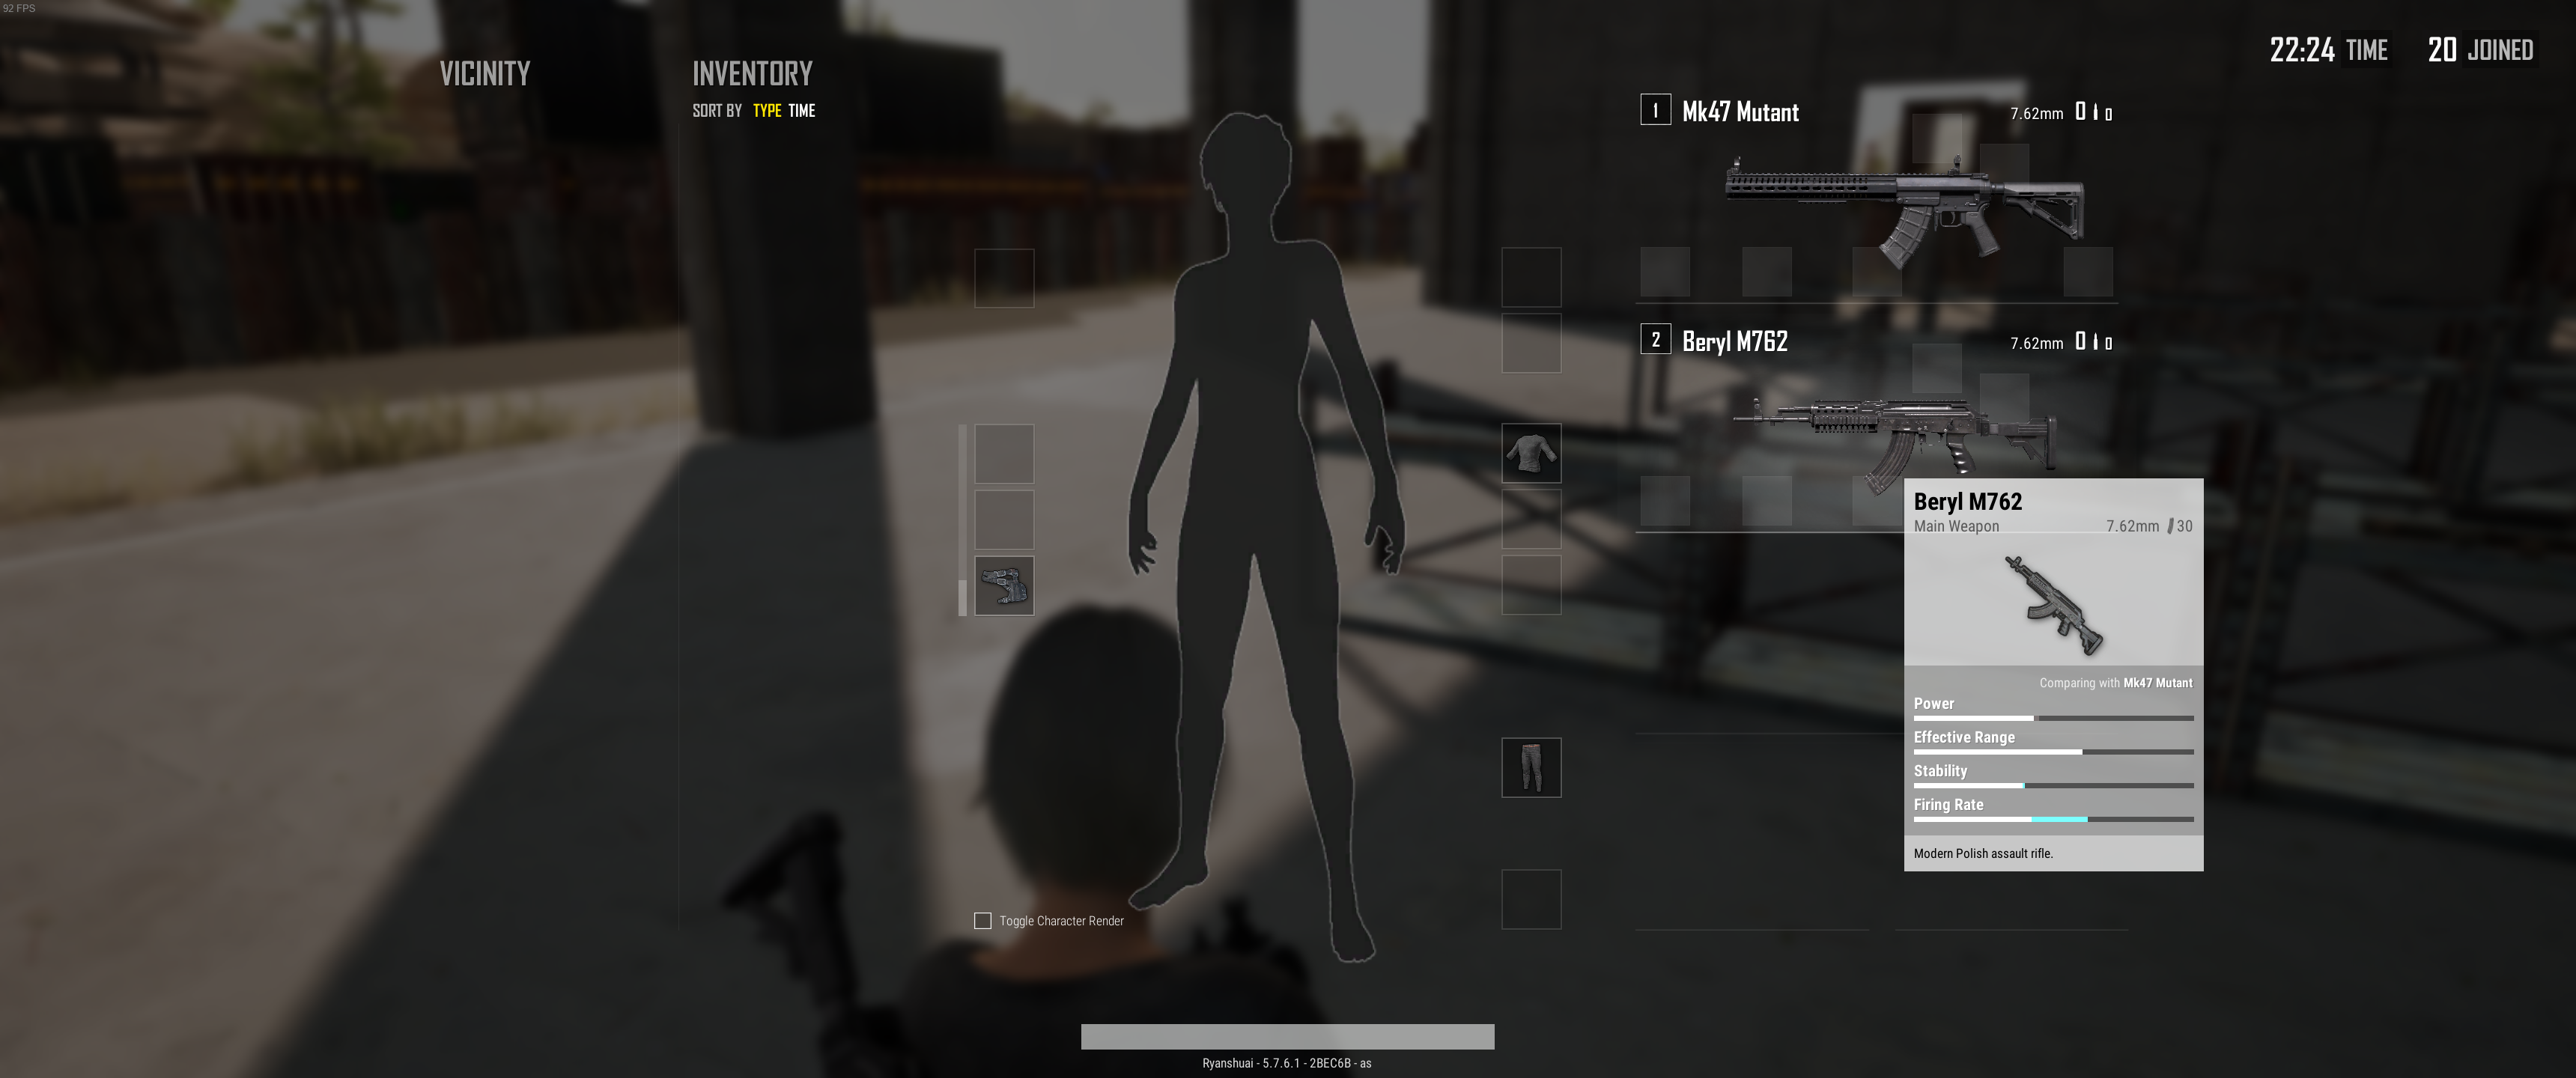 92 FPS
22:24 TIME 20 JOINED
VICINITY
INVENTORY
SORT BY TYPE TIME
1 Mk47 Mutant 7.62mm 0 0
2 Beryl M762 7.62mm 0 0
Beryl M762
Main Weapon 7.62mm 30
Comparing with Mk47 Mutant
Power
Effective Range
Stability
Firing Rate
Modern Polish assault rifle.
Toggle Character Render
Ryanshuai - 5.7.6.1 - 2BEC6B - as